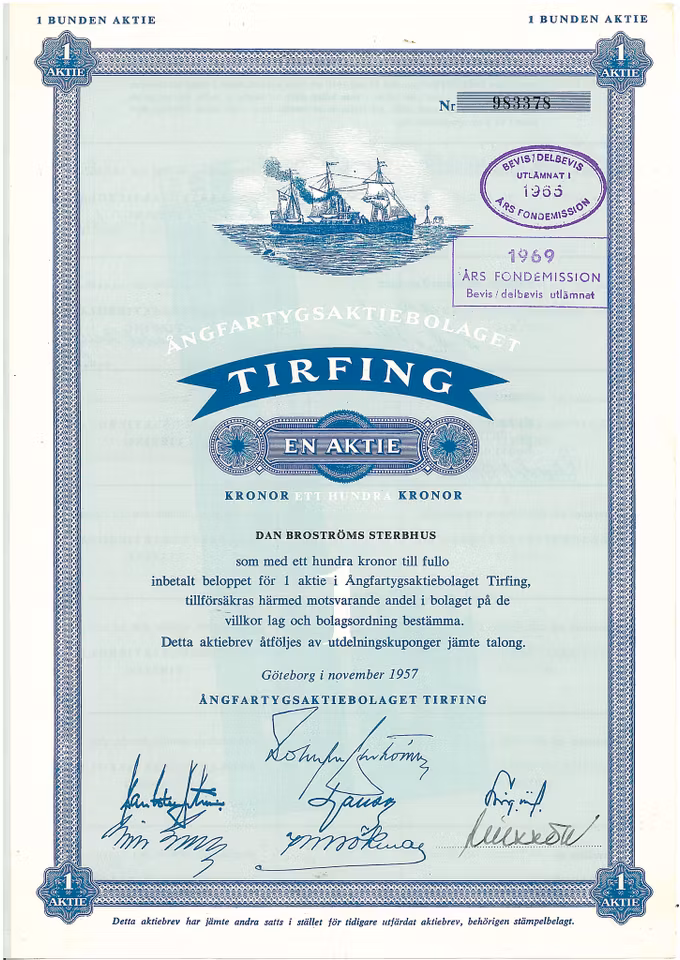 1 BUNDEN AKTIE
1 BUNDEN AKTIE
1
AKTIE
1
AKTIE
Nr 983378
BEVIS/DELBEVIS
UTLÄMNAT I
1965
ÅRS FONDEMISSION
1969
ÅRS FONDEMISSION
Bevis/delbevis utlämnat
ÅNGFARTYGSAKTIEBOLAGET
TIRFING
EN AKTIE
KRONOR ETT HUNDRA KRONOR
DAN BROSTRÖMS STERBHUS
som med ett hundra kronor till fullo
inbetalt beloppet för 1 aktie i Ångfartygsaktiebolaget Tirfing,
tillförsäkras härmed motsvarande andel i bolaget på de
villkor lag och bolagsordning bestämma.
Detta aktiebrev åtföljes av utdelningskuponger jämte talong.
1
Göteborg i november 1957
ÅNGFARTYGSAKTIEBOLAGET TIRFING
1
AKTIE
1
AKTIE
Detta aktiebrev har jämte andra satts i stället för tidigare utfärdat aktiebrev, behörigen stämpelbelagt.